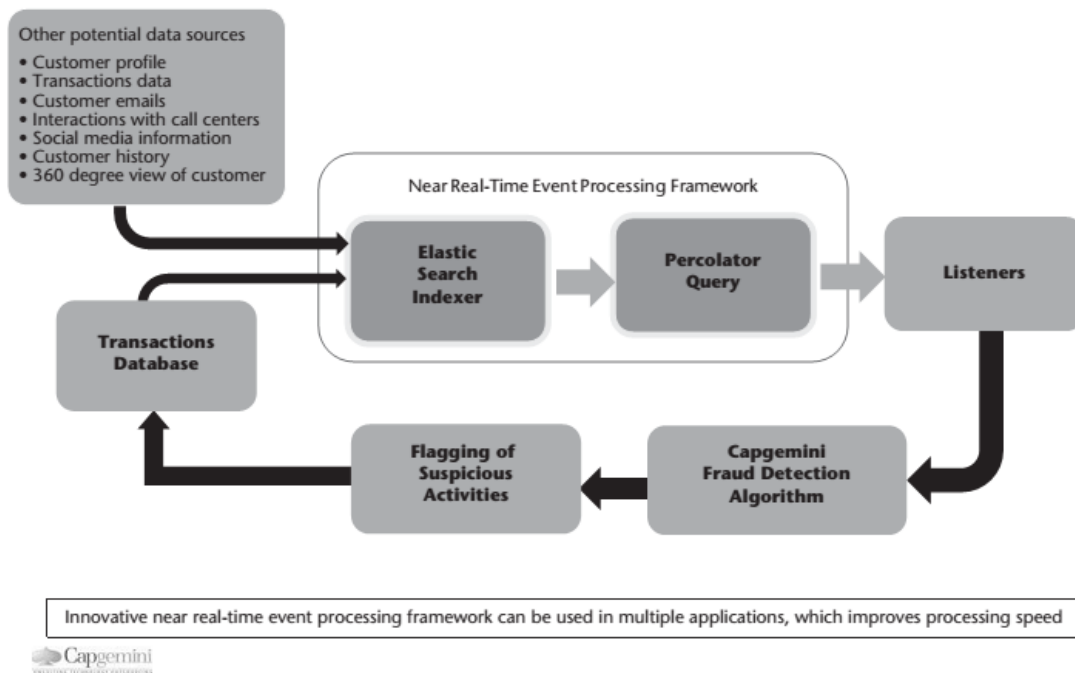 Other potential data sources
• Customer profile
• Transactions data
• Customer emails
• Interactions with call centers
• Social media information
• Customer history
• 360 degree view of customer
Near Real-Time Event Processing Framework
Elastic
Search
Indexer
Percolator
Query
Listeners
Transactions
Database
Flagging of
Suspicious
Activities
Capgemini
Fraud Detection
Algorithm
Innovative near real-time event processing framework can be used in multiple applications, which improves processing speed
Capgemini